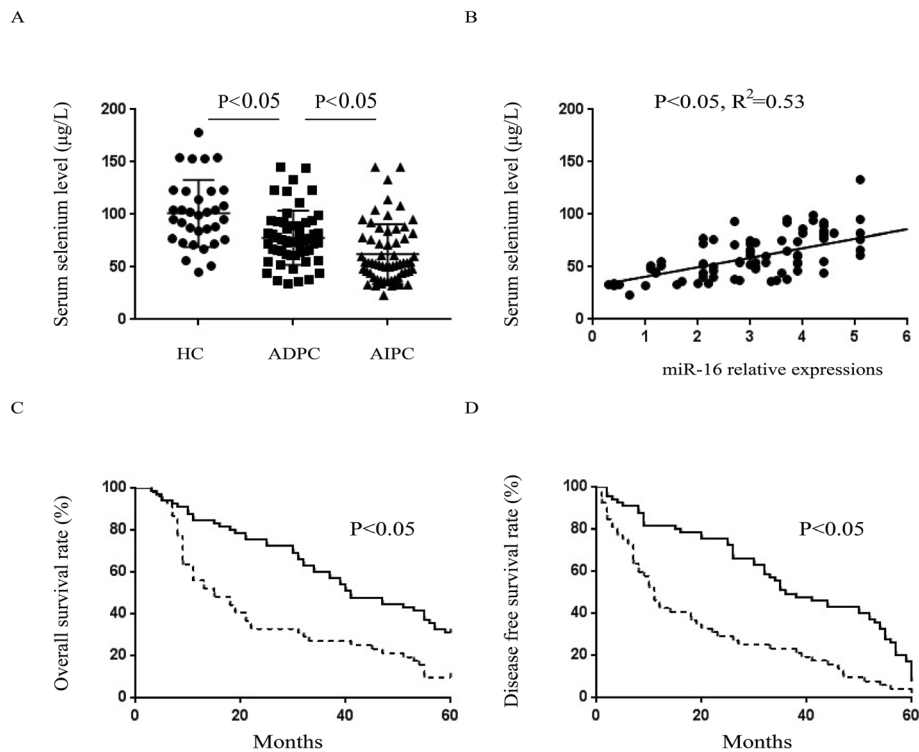 A
B
P<0.05 P<0.05
P<0.05, R²=0.53
Serum selenium level (µg/L)
200
150
100
50
0
HC ADPC AIPC
Serum selenium level (µg/L)
200
150
100
50
0
0 1 2 3 4 5 6
miR-16 relative expressions
C
D
Overall survival rate (%)
100
80
60
40
20
0
P<0.05
0 20 40 60
Months
Disease free survival rate (%)
100
80
60
40
20
0
P<0.05
0 20 40 60
Months